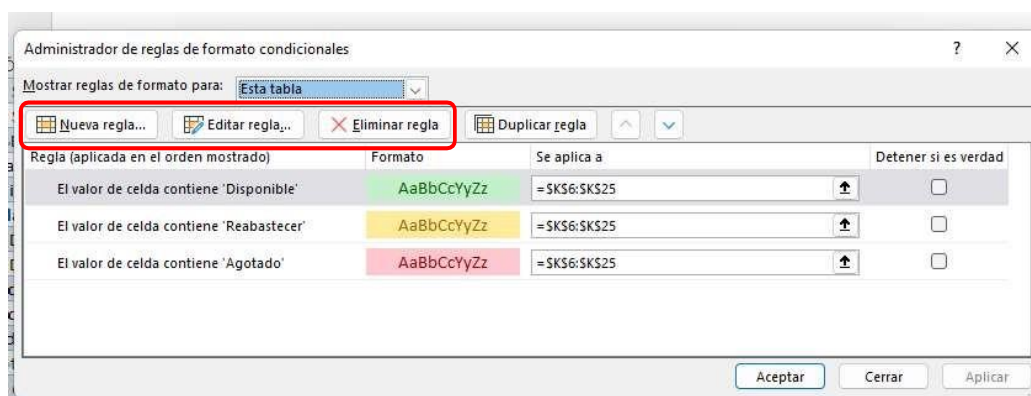 Administrador de reglas de formato condicionales ? X
Mostrar reglas de formato para: Esta tabla
Nueva regla... Editar regla... Eliminar regla Duplicar regla
Regla (aplicada en el orden mostrado) Formato Se aplica a Detener si es verdad
El valor de celda contiene 'Disponible' AaBbCcYyZz =$K$6:$K$25
El valor de celda contiene 'Reabastecer' AaBbCcYyZz =$K$6:$K$25
El valor de celda contiene 'Agotado' AaBbCcYyZz =$K$6:$K$25
Aceptar Cerrar Aplicar